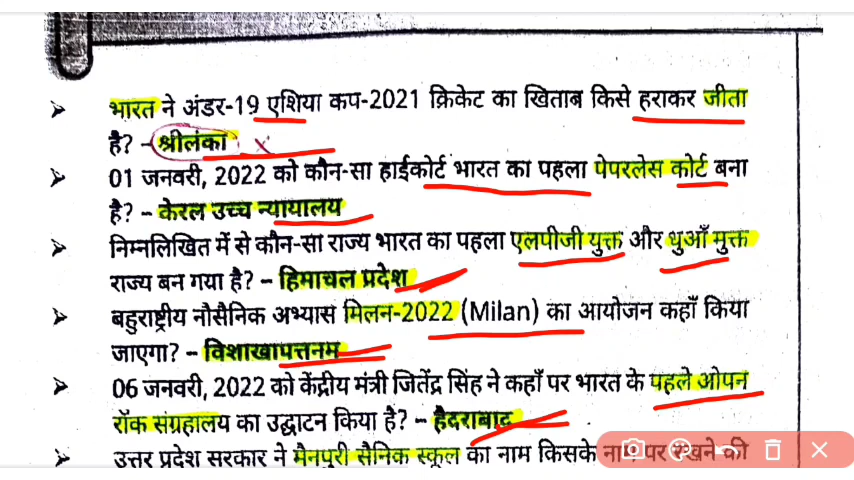 ➢ भारत ने अंडर-19 एशिया कप-2021 क्रिकेट का खिताब किसे हराकर जीता
है? – श्रीलंका x
➢ 01 जनवरी, 2022 को कौन-सा हाईकोर्ट भारत का पहला पेपरलेस कोर्ट बना
है? – केरल उच्च न्यायालय
➢ निम्नलिखित में से कौन-सा राज्य भारत का पहला एलपीजी युक्त और धुआँ मुक्त
राज्य बन गया है? – हिमाचल प्रदेश
➢ बहुराष्ट्रीय नौसैनिक अभ्यास मिलन-2022 (Milan) का आयोजन कहाँ किया
जाएगा? – विशाखापत्तनम
➢ 06 जनवरी, 2022 को केंद्रीय मंत्री जितेंद्र सिंह ने कहाँ पर भारत के पहले ओपन
रॉक संग्रहालय का उद्घाटन किया है? – हैदराबाद
➢ उत्तर प्रदेश सरकार ने मैनपुरी सैनिक स्कूल का नाम किसके नाम पर रखने की